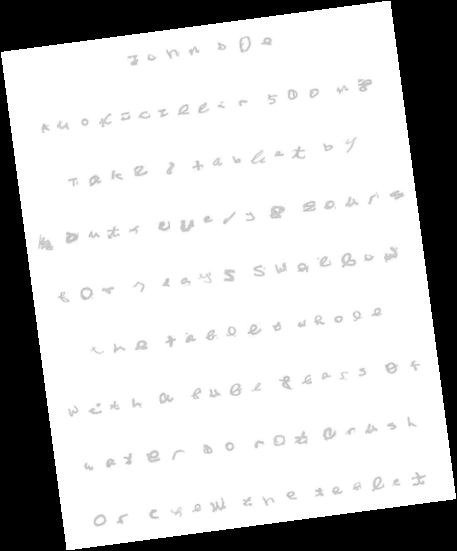 John Doe
Amoxicillin 500 mg
Take 1 tablet by
mouth every 8 hours
for 7 days Swallow
the tablet whole
with a full glass of
water Do not crush
or chew the tablet